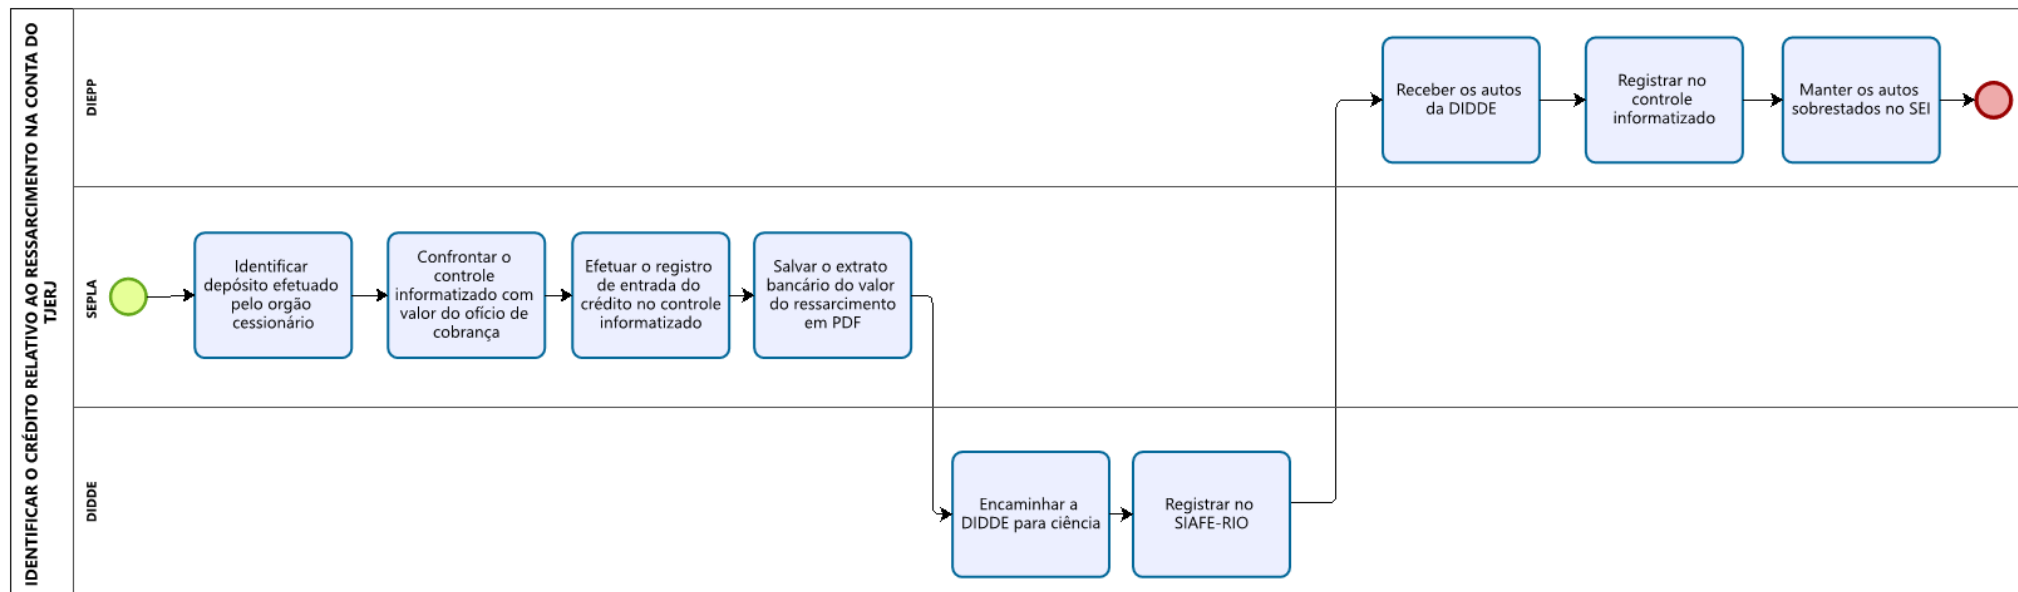 IDENTIFICAR O CRÉDITO RELATIVO AO RESSARCIMENTO NA CONTA DO
TJERJ
DIEPP
Receber os autos
da DIDDE
Registrar no
controle
informatizado
Manter os autos
sobrestados no SEI
SEPLA
Identificar
depósito efetuado
pelo orgão
cessionário
Confrontar o
controle
informatizado com
valor do ofício de
cobrança
Efetuar o registro
de entrada do
crédito no controle
informatizado
Salvar o extrato
bancário do valor
do ressarcimento
em PDF
DIDDE
Encaminhar a
DIDDE para ciência
Registrar no
SIAFE-RIO